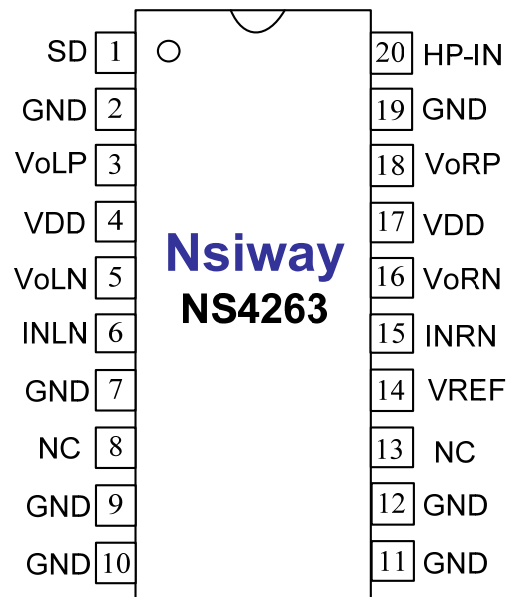 SD 1 20 HP-IN
GND 2 19 GND
VoLP 3 18 VoRP
VDD 4 17 VDD
Nsiway
VoLN 5 16 VoRN
NS4263
INLN 6 15 INRN
GND 7 14 VREF
NC 8 13 NC
GND 9 12 GND
GND 10 11 GND